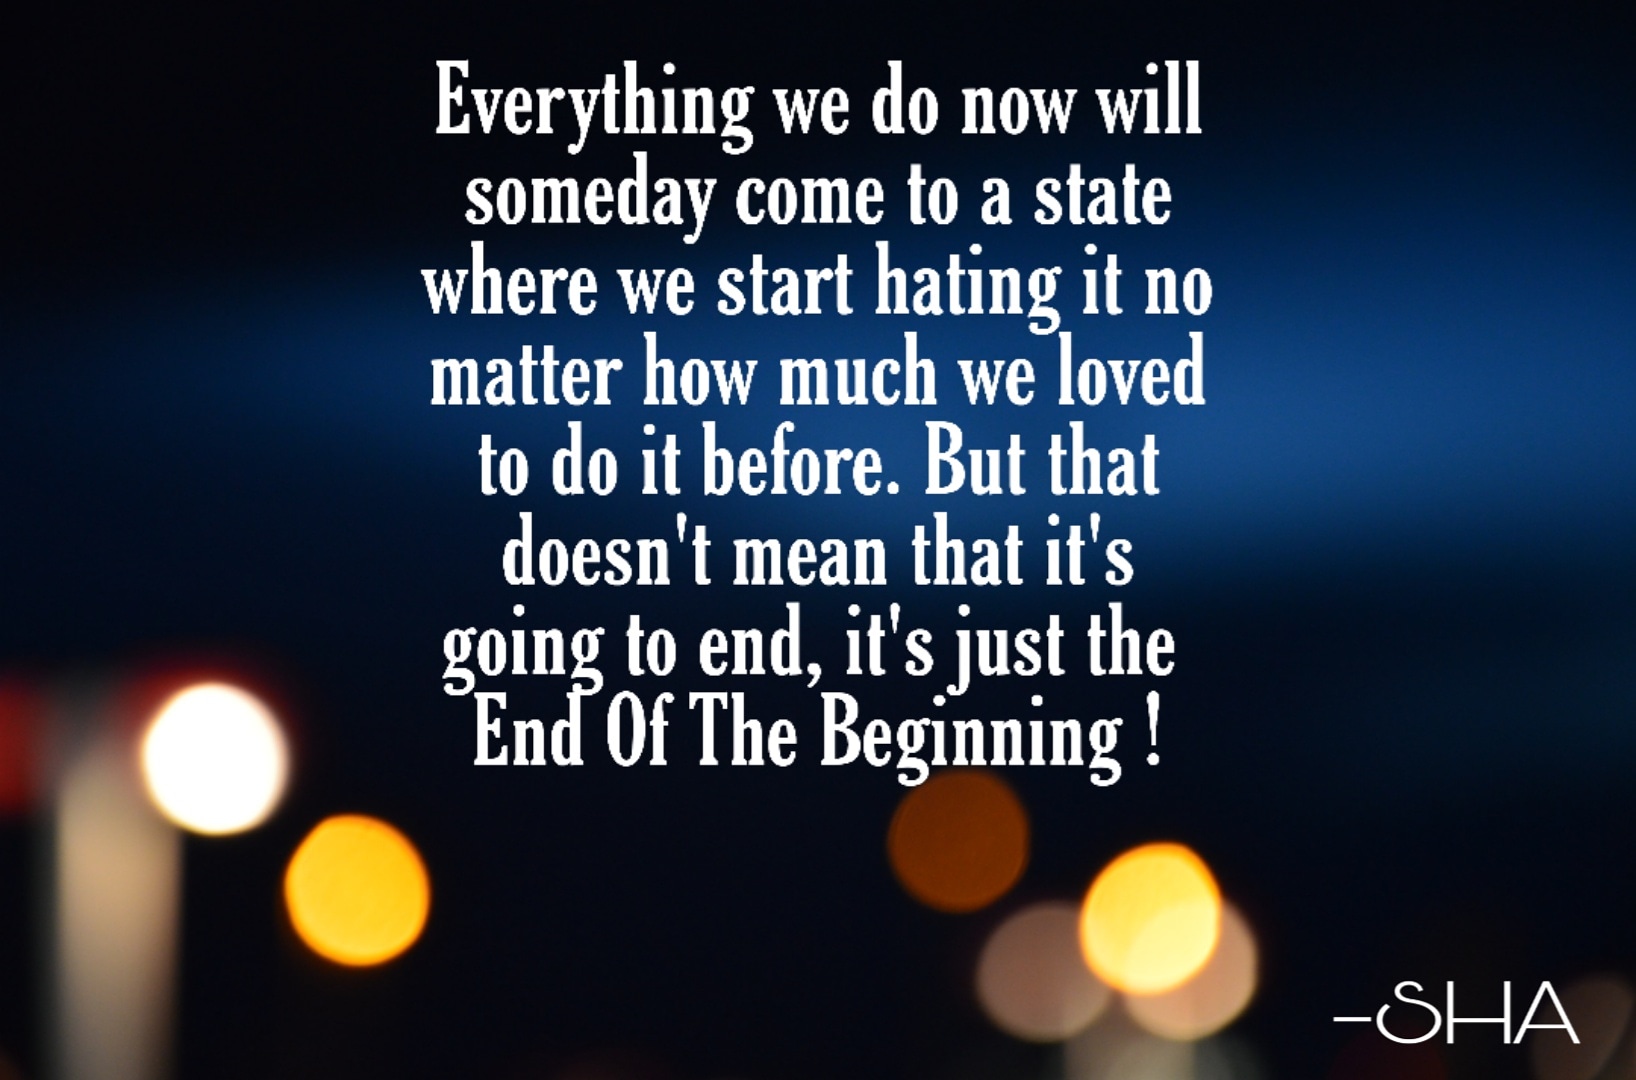 Everything we do now will
someday come to a state
where we start hating it no
matter how much we loved
to do it before. But that
doesn't mean that it's
going to end, it's just the
End Of The Beginning !
-SHA